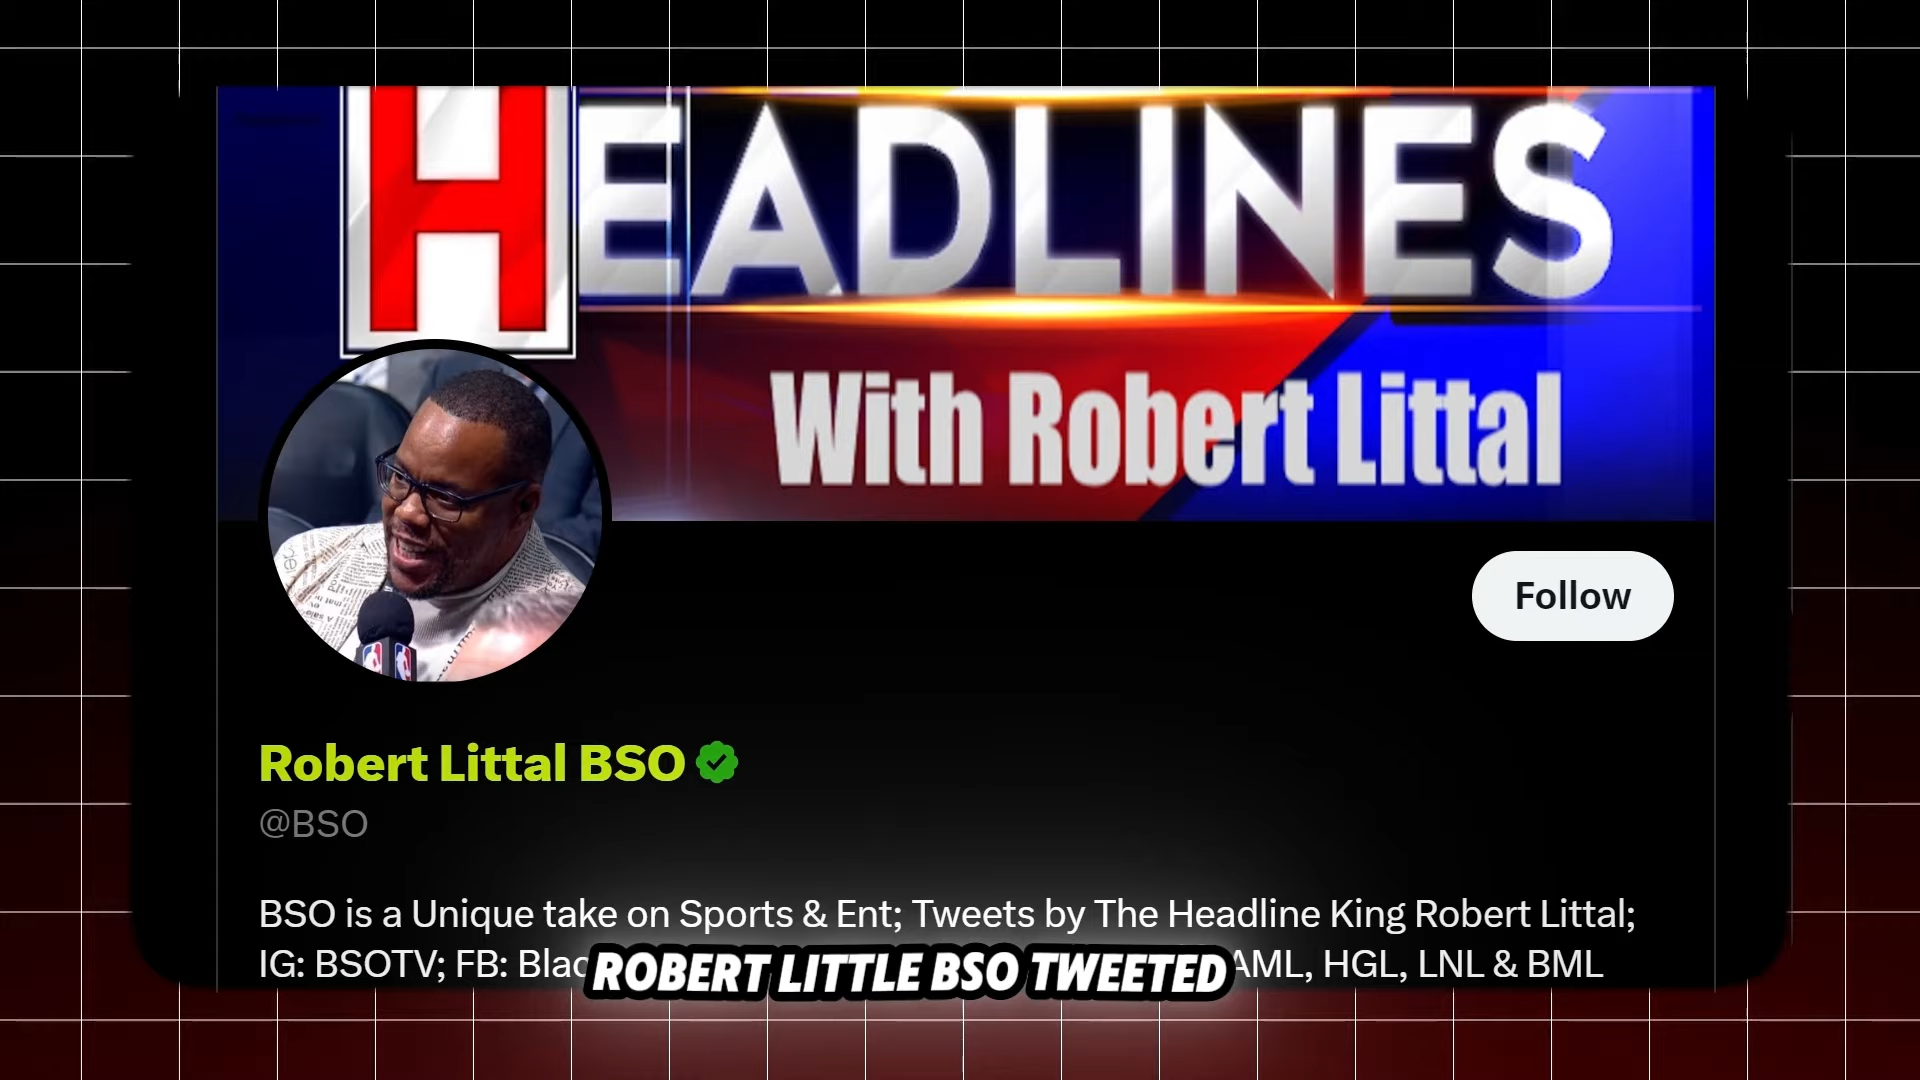 HEADLINES
With Robert Littal
Follow
Robert Littal BSO
@BSO
BSO is a Unique take on Sports & Ent; Tweets by The Headline King Robert Littal;
IG: BSOTV; FB: AML, HGL, LNL & BML
ROBERT LITTLE BSO TWEETED